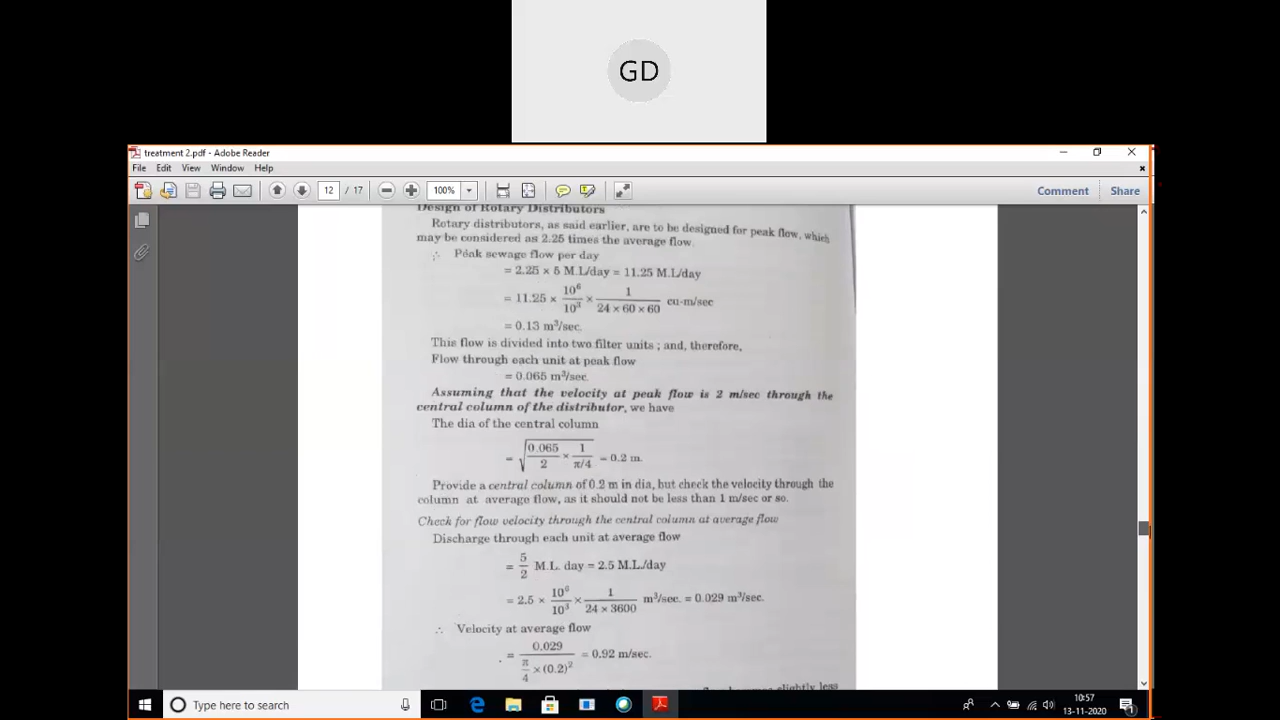 GD
treatment 2.pdf - Adobe Reader
File Edit View Window Help
12 / 17 100% Comment Share
Design of Rotary Distributors
Rotary distributors, as said earlier, are to be designed for peak flow, which
may be considered as 2.25 times the average flow.
∴ Peak sewage flow per day
= 2.25 × 5 M.L/day = 11.25 M.L/day
= 11.25 × 10⁶/10³ × 1/(24 × 60 × 60) cu-m/sec
= 0.13 m³/sec.
This flow is divided into two filter units ; and, therefore,
Flow through each unit at peak flow
= 0.065 m³/sec.
Assuming that the velocity at peak flow is 2 m/sec through the
central column of the distributor, we have
The dia of the central column
= √(0.065/2 × 1/(π/4)) = 0.2 m.
Provide a central column of 0.2 m in dia, but check the velocity through the
column at average flow, as it should not be less than 1 m/sec or so.
Check for flow velocity through the central column at average flow
Discharge through each unit at average flow
= 5/2 M.L. day = 2.5 M.L/day
= 2.5 × 10⁶/10³ × 1/(24 × 3600) m³/sec. = 0.029 m³/sec.
∴ Velocity at average flow
= 0.029/(π/4 × (0.2)²) = 0.92 m/sec.
slightly less
Type here to search
10:57
13-11-2020